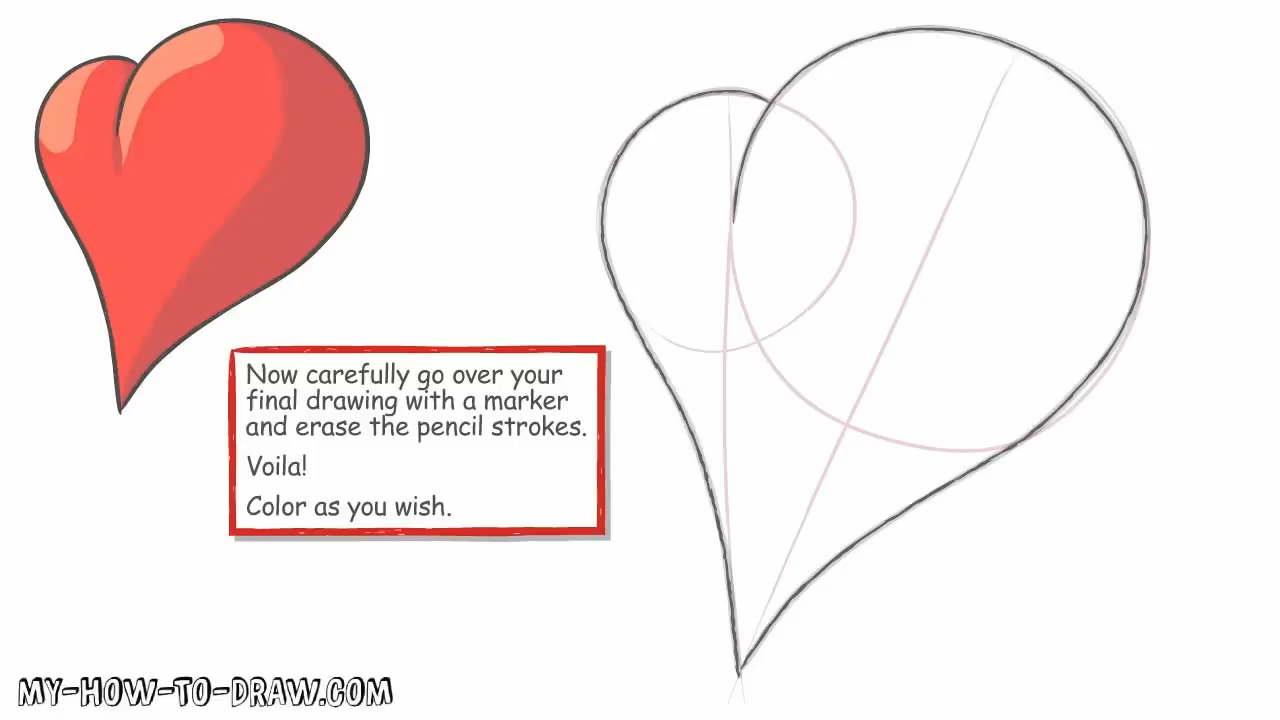 Now carefully go over your
final drawing with a marker
and erase the pencil strokes.
Voila!
Color as you wish.
MY-HOW-TO-DRAW.COM